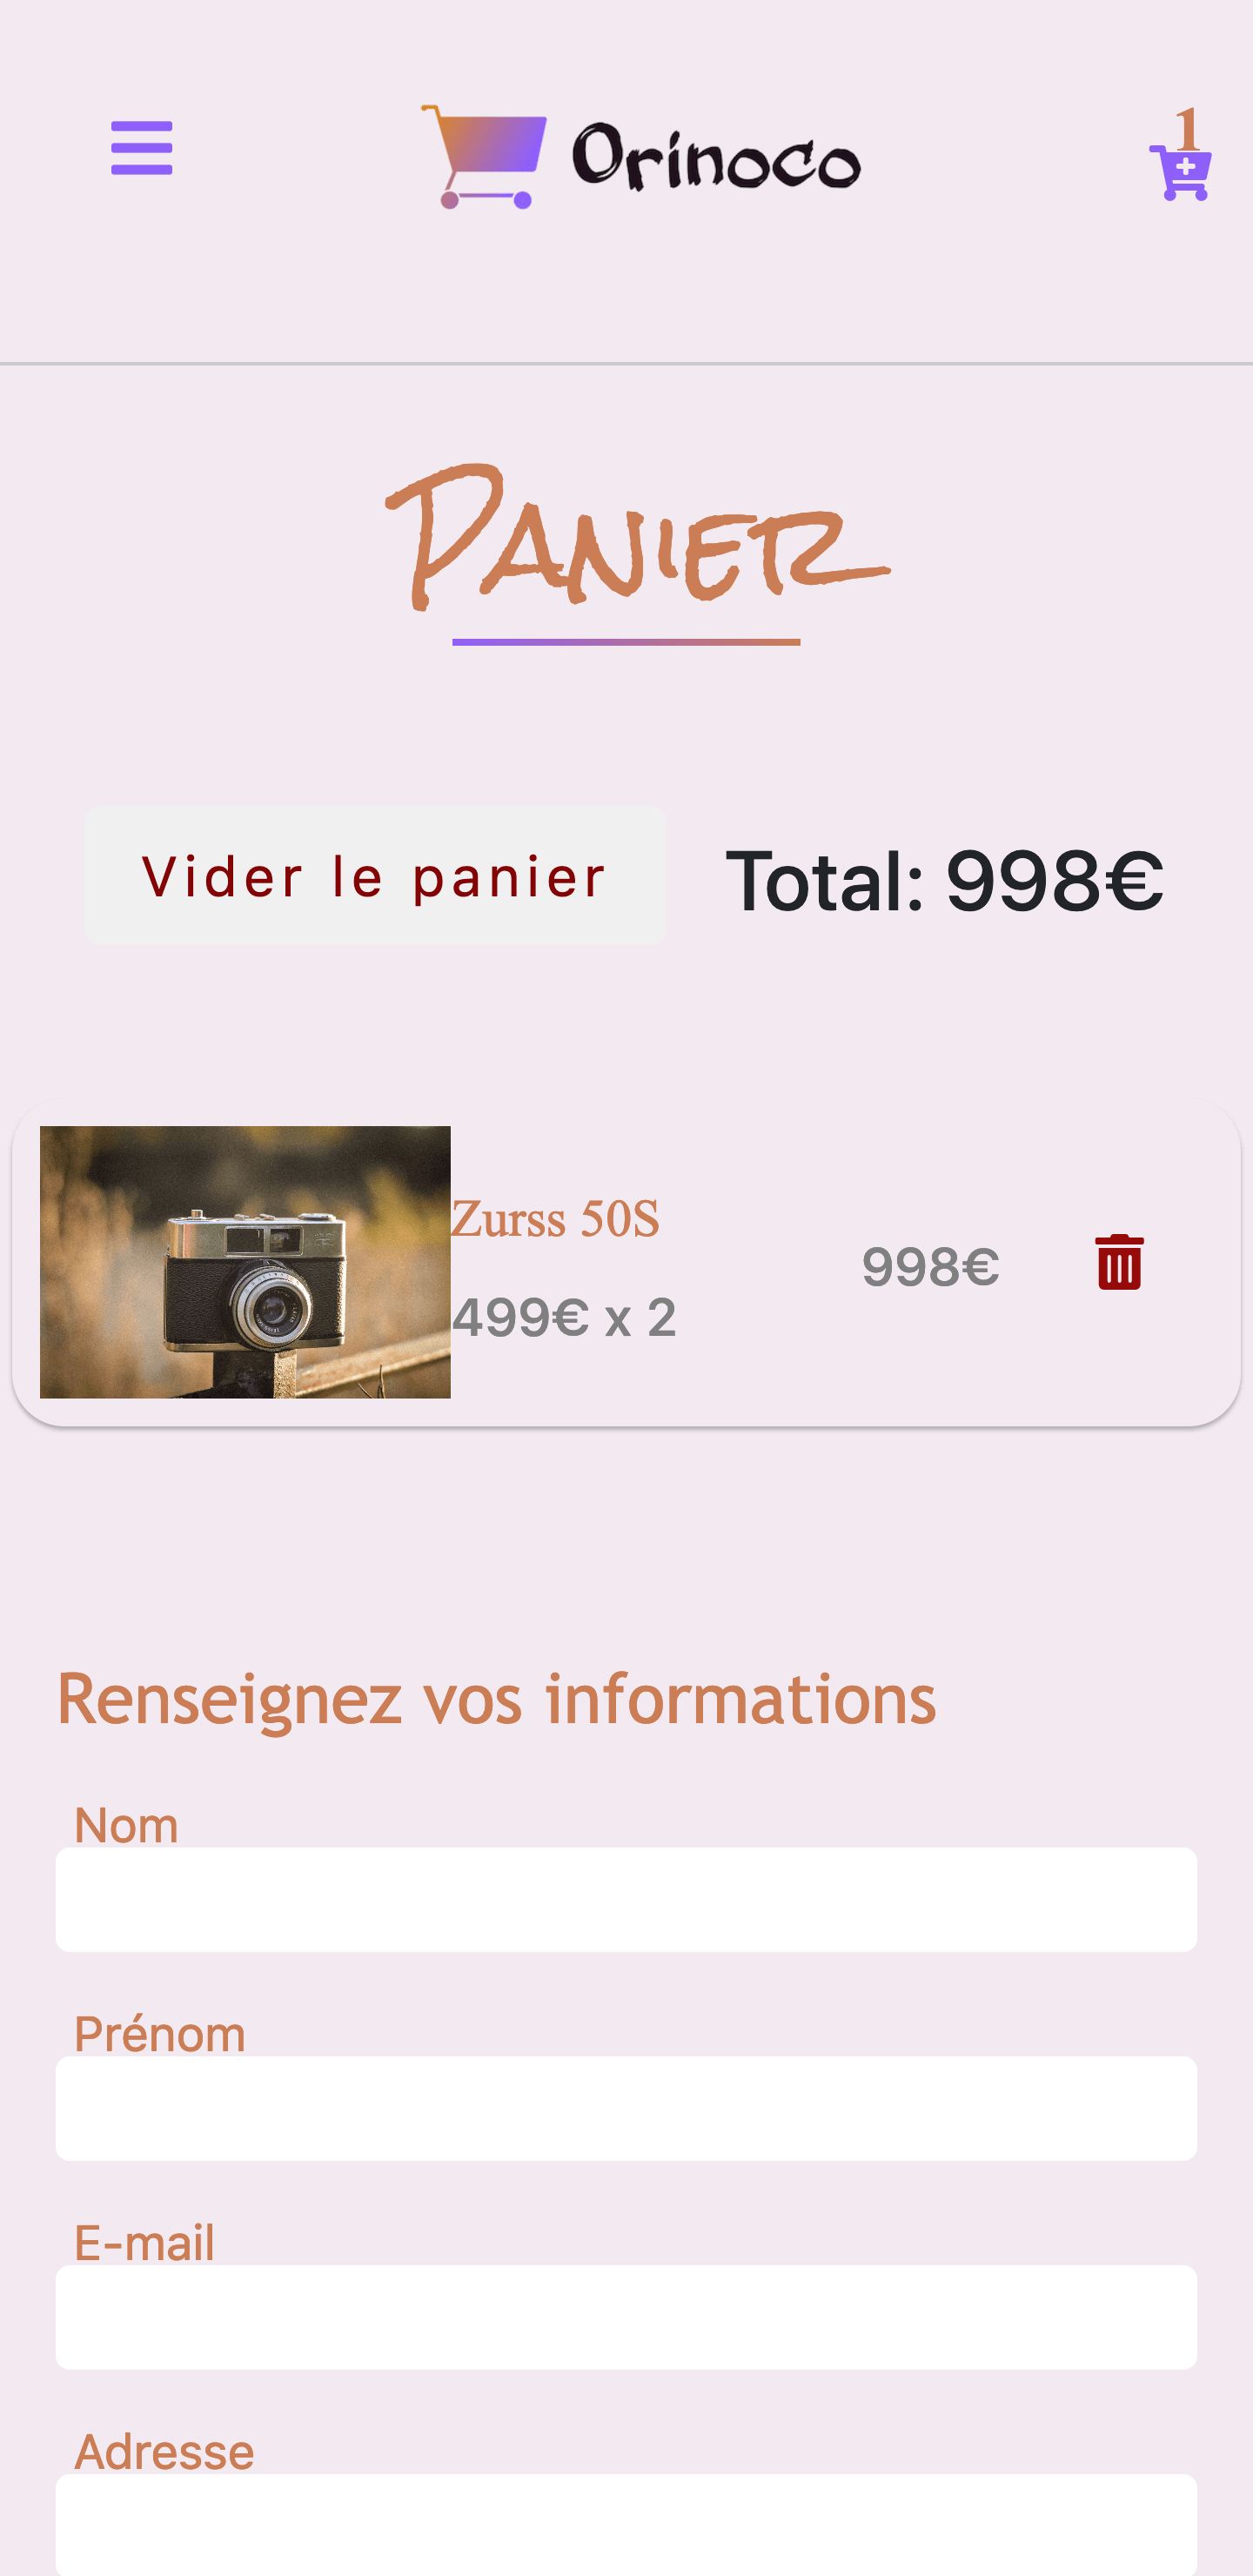 Orinoco
1
Panier
Vider le panier
Total: 998€
Zurss 50S
499€ x 2
998€
Renseignez vos informations
Nom
Prénom
E-mail
Adresse